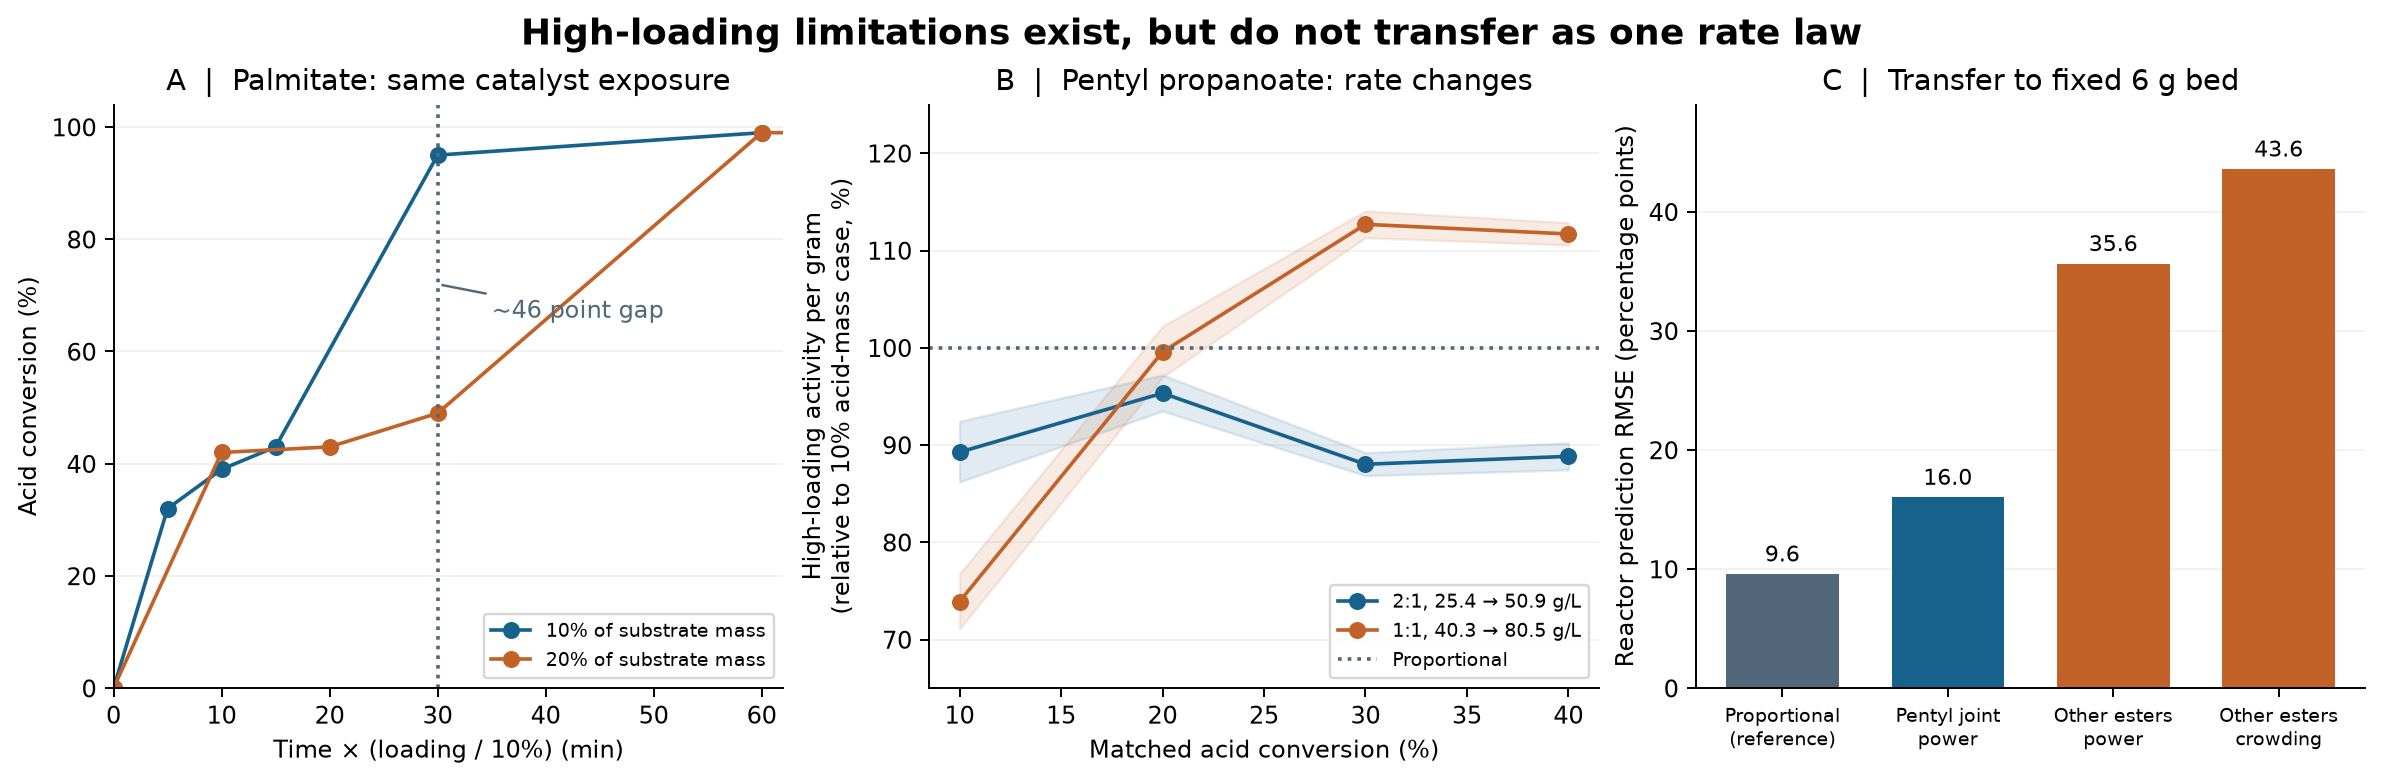 High-loading limitations exist, but do not transfer as one rate law
A | Palmitate: same catalyst exposure
Acid conversion (%)
100
80
60
40
20
0
~46 point gap
10% of substrate mass
20% of substrate mass
0 10 20 30 40 50 60
Time × (loading / 10%) (min)
B | Pentyl propanoate: rate changes
High-loading activity per gram
(relative to 10% acid-mass case, %)
120
110
100
90
80
70
2:1, 25.4 → 50.9 g/L
1:1, 40.3 → 80.5 g/L
Proportional
10 15 20 25 30 35 40
Matched acid conversion (%)
C | Transfer to fixed 6 g bed
Reactor prediction RMSE (percentage points)
40
30
20
10
0
9.6
16.0
35.6
43.6
Proportional
(reference)
Pentyl joint
power
Other esters
power
Other esters
crowding